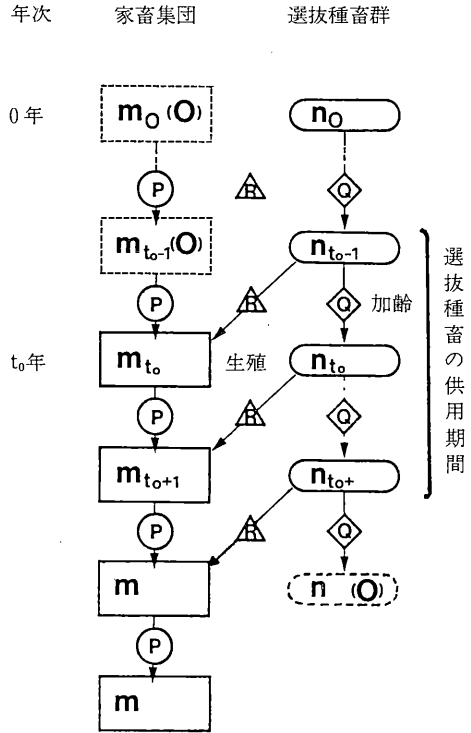 年次 家畜集団 選抜種畜群
0年 m0 (O) n0
P R Q
mt0-1(O) nt0-1
P R Q 加齢
t0年 mt0 生殖 nt0
P R Q
mt0+1 nt0+
P R Q
m n (O)
P
m
選抜種畜の供用期間